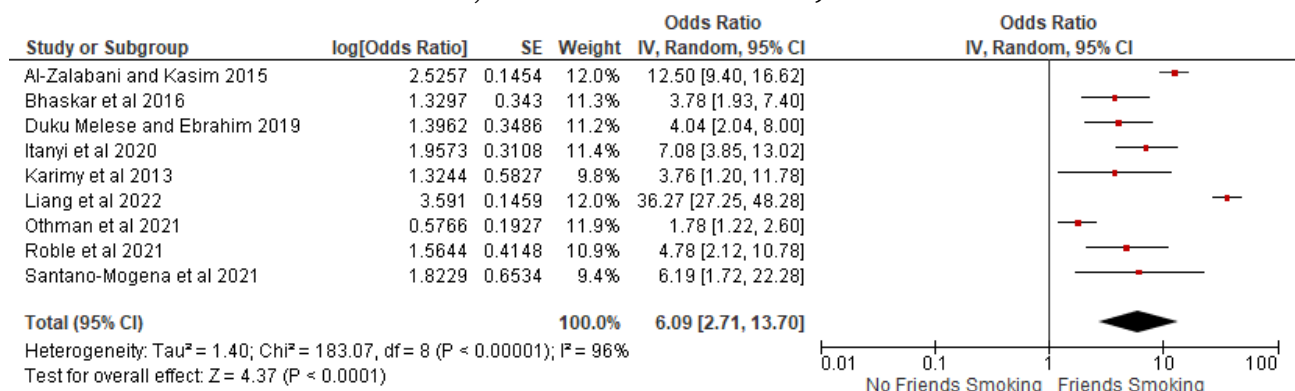 Odds Ratio Odds Ratio
Study or Subgroup log[Odds Ratio] SE Weight IV, Random, 95% CI IV, Random, 95% CI
Al-Zalabani and Kasim 2015 2.5257 0.1454 12.0% 12.50 [9.40, 16.62]
Bhaskar et al 2016 1.3297 0.343 11.3% 3.78 [1.93, 7.40]
Duku Melese and Ebrahim 2019 1.3962 0.3486 11.2% 4.04 [2.04, 8.00]
Itanyi et al 2020 1.9573 0.3108 11.4% 7.08 [3.85, 13.02]
Karimy et al 2013 1.3244 0.5827 9.8% 3.76 [1.20, 11.78]
Liang et al 2022 3.591 0.1459 12.0% 36.27 [27.25, 48.28]
Othman et al 2021 0.5766 0.1927 11.9% 1.78 [1.22, 2.60]
Roble et al 2021 1.5644 0.4148 10.9% 4.78 [2.12, 10.78]
Santano-Mogena et al 2021 1.8229 0.6534 9.4% 6.19 [1.72, 22.28]
Total (95% CI) 100.0% 6.09 [2.71, 13.70]
Heterogeneity: Tau² = 1.40; Chi² = 183.07, df = 8 (P < 0.00001); I² = 96%
Test for overall effect: Z = 4.37 (P < 0.0001)
0.01 0.1 1 10 100
No Friends Smoking Friends Smoking